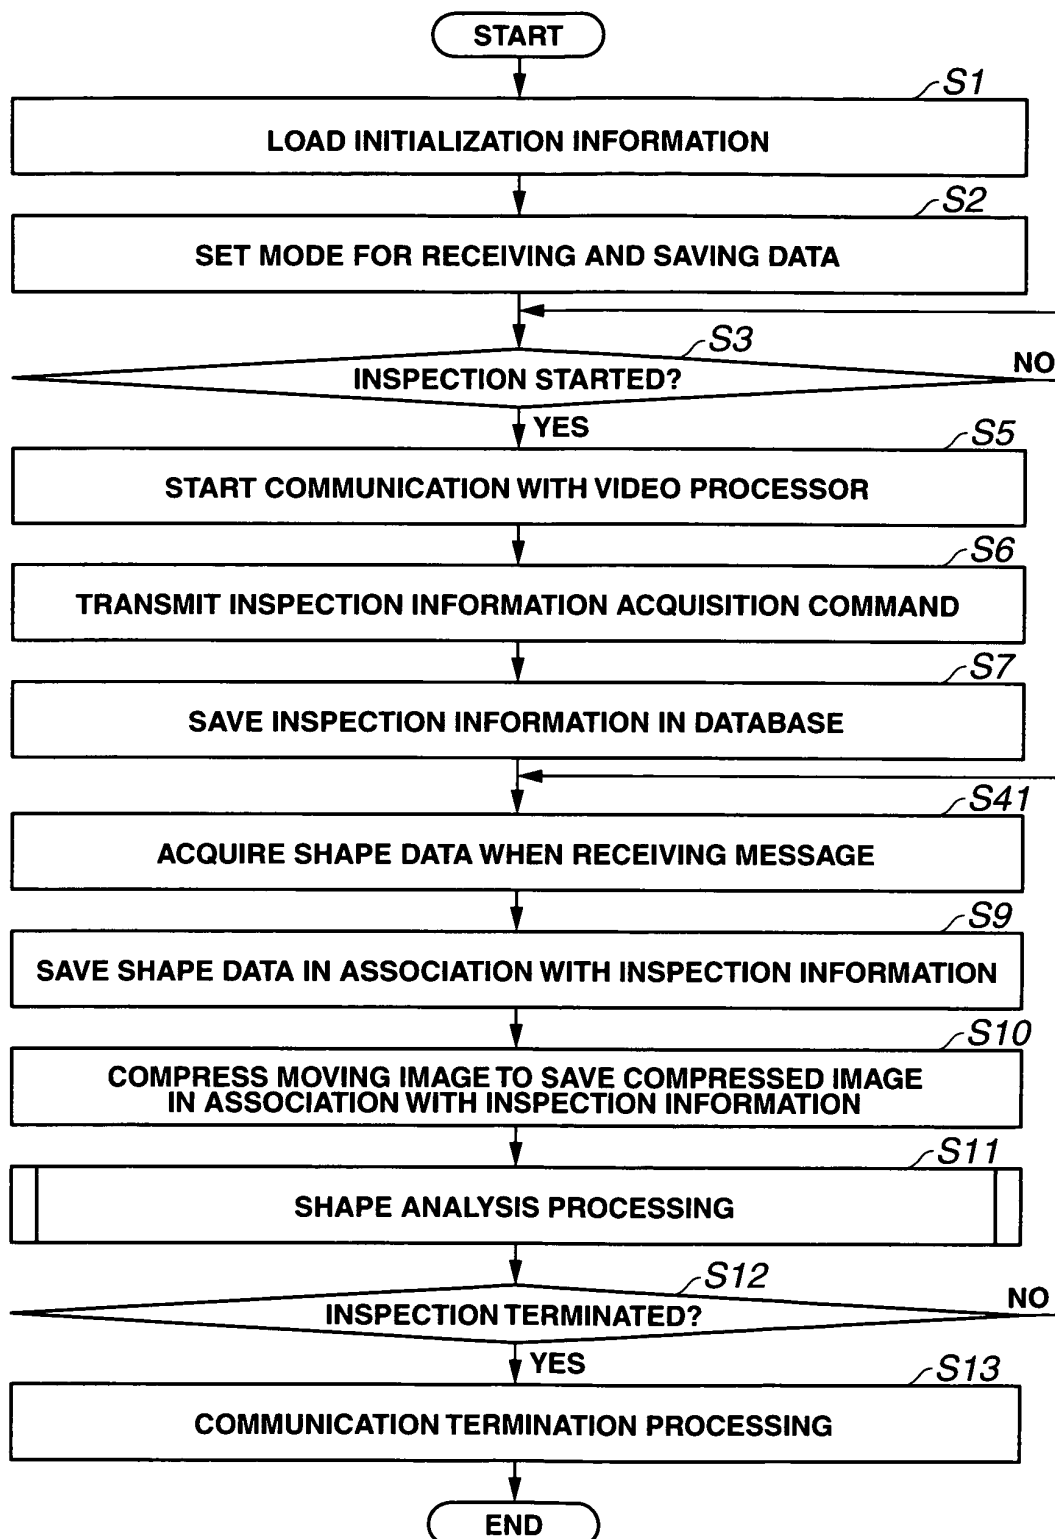 START
S1
LOAD INITIALIZATION INFORMATION
S2
SET MODE FOR RECEIVING AND SAVING DATA
S3
NO
INSPECTION STARTED?
YES
S5
START COMMUNICATION WITH VIDEO PROCESSOR
S6
TRANSMIT INSPECTION INFORMATION ACQUISITION COMMAND
S7
SAVE INSPECTION INFORMATION IN DATABASE
S41
ACQUIRE SHAPE DATA WHEN RECEIVING MESSAGE
S9
SAVE SHAPE DATA IN ASSOCIATION WITH INSPECTION INFORMATION
S10
COMPRESS MOVING IMAGE TO SAVE COMPRESSED IMAGE
IN ASSOCIATION WITH INSPECTION INFORMATION
S11
SHAPE ANALYSIS PROCESSING
S12
NO
INSPECTION TERMINATED?
YES
S13
COMMUNICATION TERMINATION PROCESSING
END